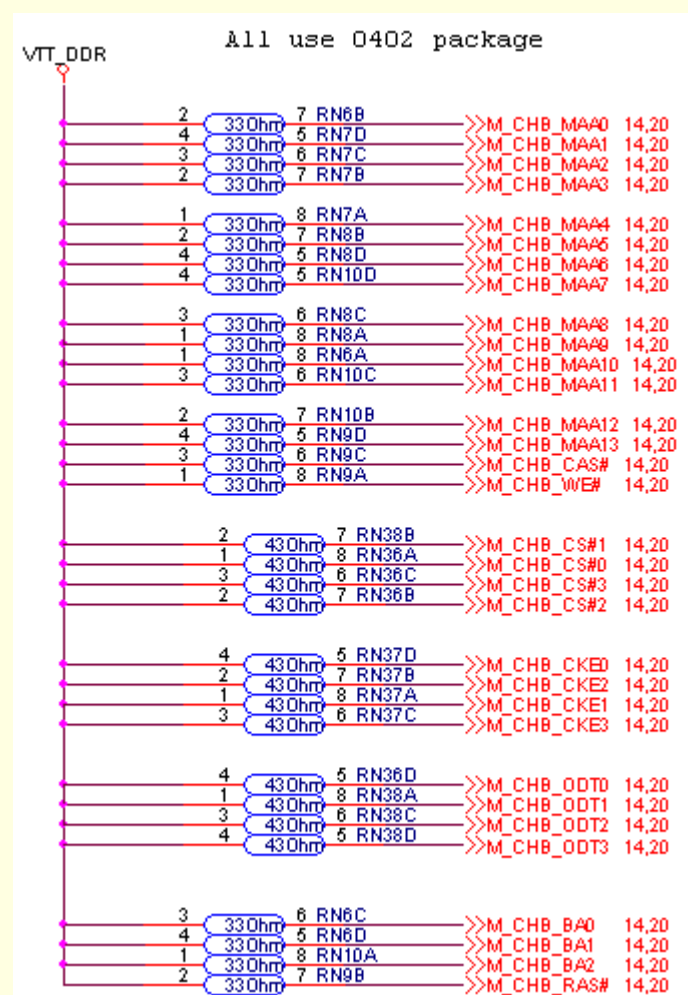 All use 0402 package
VTT_DDR
2 33Ohm 7 RN6B M_CHB_MAA0 14,20
4 33Ohm 5 RN7D M_CHB_MAA1 14,20
3 33Ohm 6 RN7C M_CHB_MAA2 14,20
2 33Ohm 7 RN7B M_CHB_MAA3 14,20
1 33Ohm 8 RN7A M_CHB_MAA4 14,20
2 33Ohm 7 RN8B M_CHB_MAA5 14,20
4 33Ohm 5 RN8D M_CHB_MAA6 14,20
4 33Ohm 5 RN10D M_CHB_MAA7 14,20
3 33Ohm 6 RN8C M_CHB_MAA8 14,20
1 33Ohm 8 RN8A M_CHB_MAA9 14,20
1 33Ohm 8 RN6A M_CHB_MAA10 14,20
3 33Ohm 6 RN10C M_CHB_MAA11 14,20
2 33Ohm 7 RN10B M_CHB_MAA12 14,20
4 33Ohm 5 RN9D M_CHB_MAA13 14,20
3 33Ohm 6 RN9C M_CHB_CAS# 14,20
1 33Ohm 8 RN9A M_CHB_WE# 14,20
2 43Ohm 7 RN38B M_CHB_CS#1 14,20
1 43Ohm 8 RN36A M_CHB_CS#0 14,20
3 43Ohm 6 RN36C M_CHB_CS#3 14,20
2 43Ohm 7 RN36B M_CHB_CS#2 14,20
4 43Ohm 5 RN37D M_CHB_CKE0 14,20
2 43Ohm 7 RN37B M_CHB_CKE2 14,20
1 43Ohm 8 RN37A M_CHB_CKE1 14,20
3 43Ohm 6 RN37C M_CHB_CKE3 14,20
4 43Ohm 5 RN36D M_CHB_ODT0 14,20
1 43Ohm 8 RN38A M_CHB_ODT1 14,20
3 43Ohm 6 RN38C M_CHB_ODT2 14,20
4 43Ohm 5 RN38D M_CHB_ODT3 14,20
3 33Ohm 6 RN6C M_CHB_BA0 14,20
4 33Ohm 5 RN6D M_CHB_BA1 14,20
1 33Ohm 8 RN10A M_CHB_BA2 14,20
2 33Ohm 7 RN9B M_CHB_RAS# 14,20